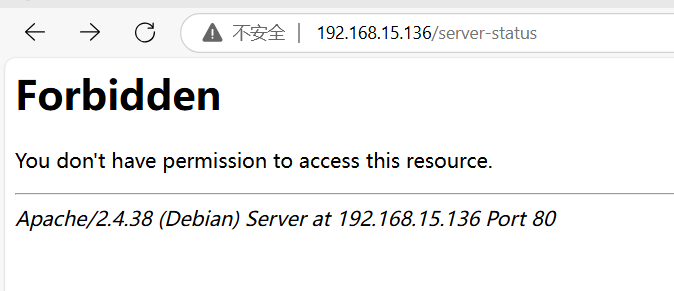 不安全 | 192.168.15.136/server-status
Forbidden
You don't have permission to access this resource.
Apache/2.4.38 (Debian) Server at 192.168.15.136 Port 80